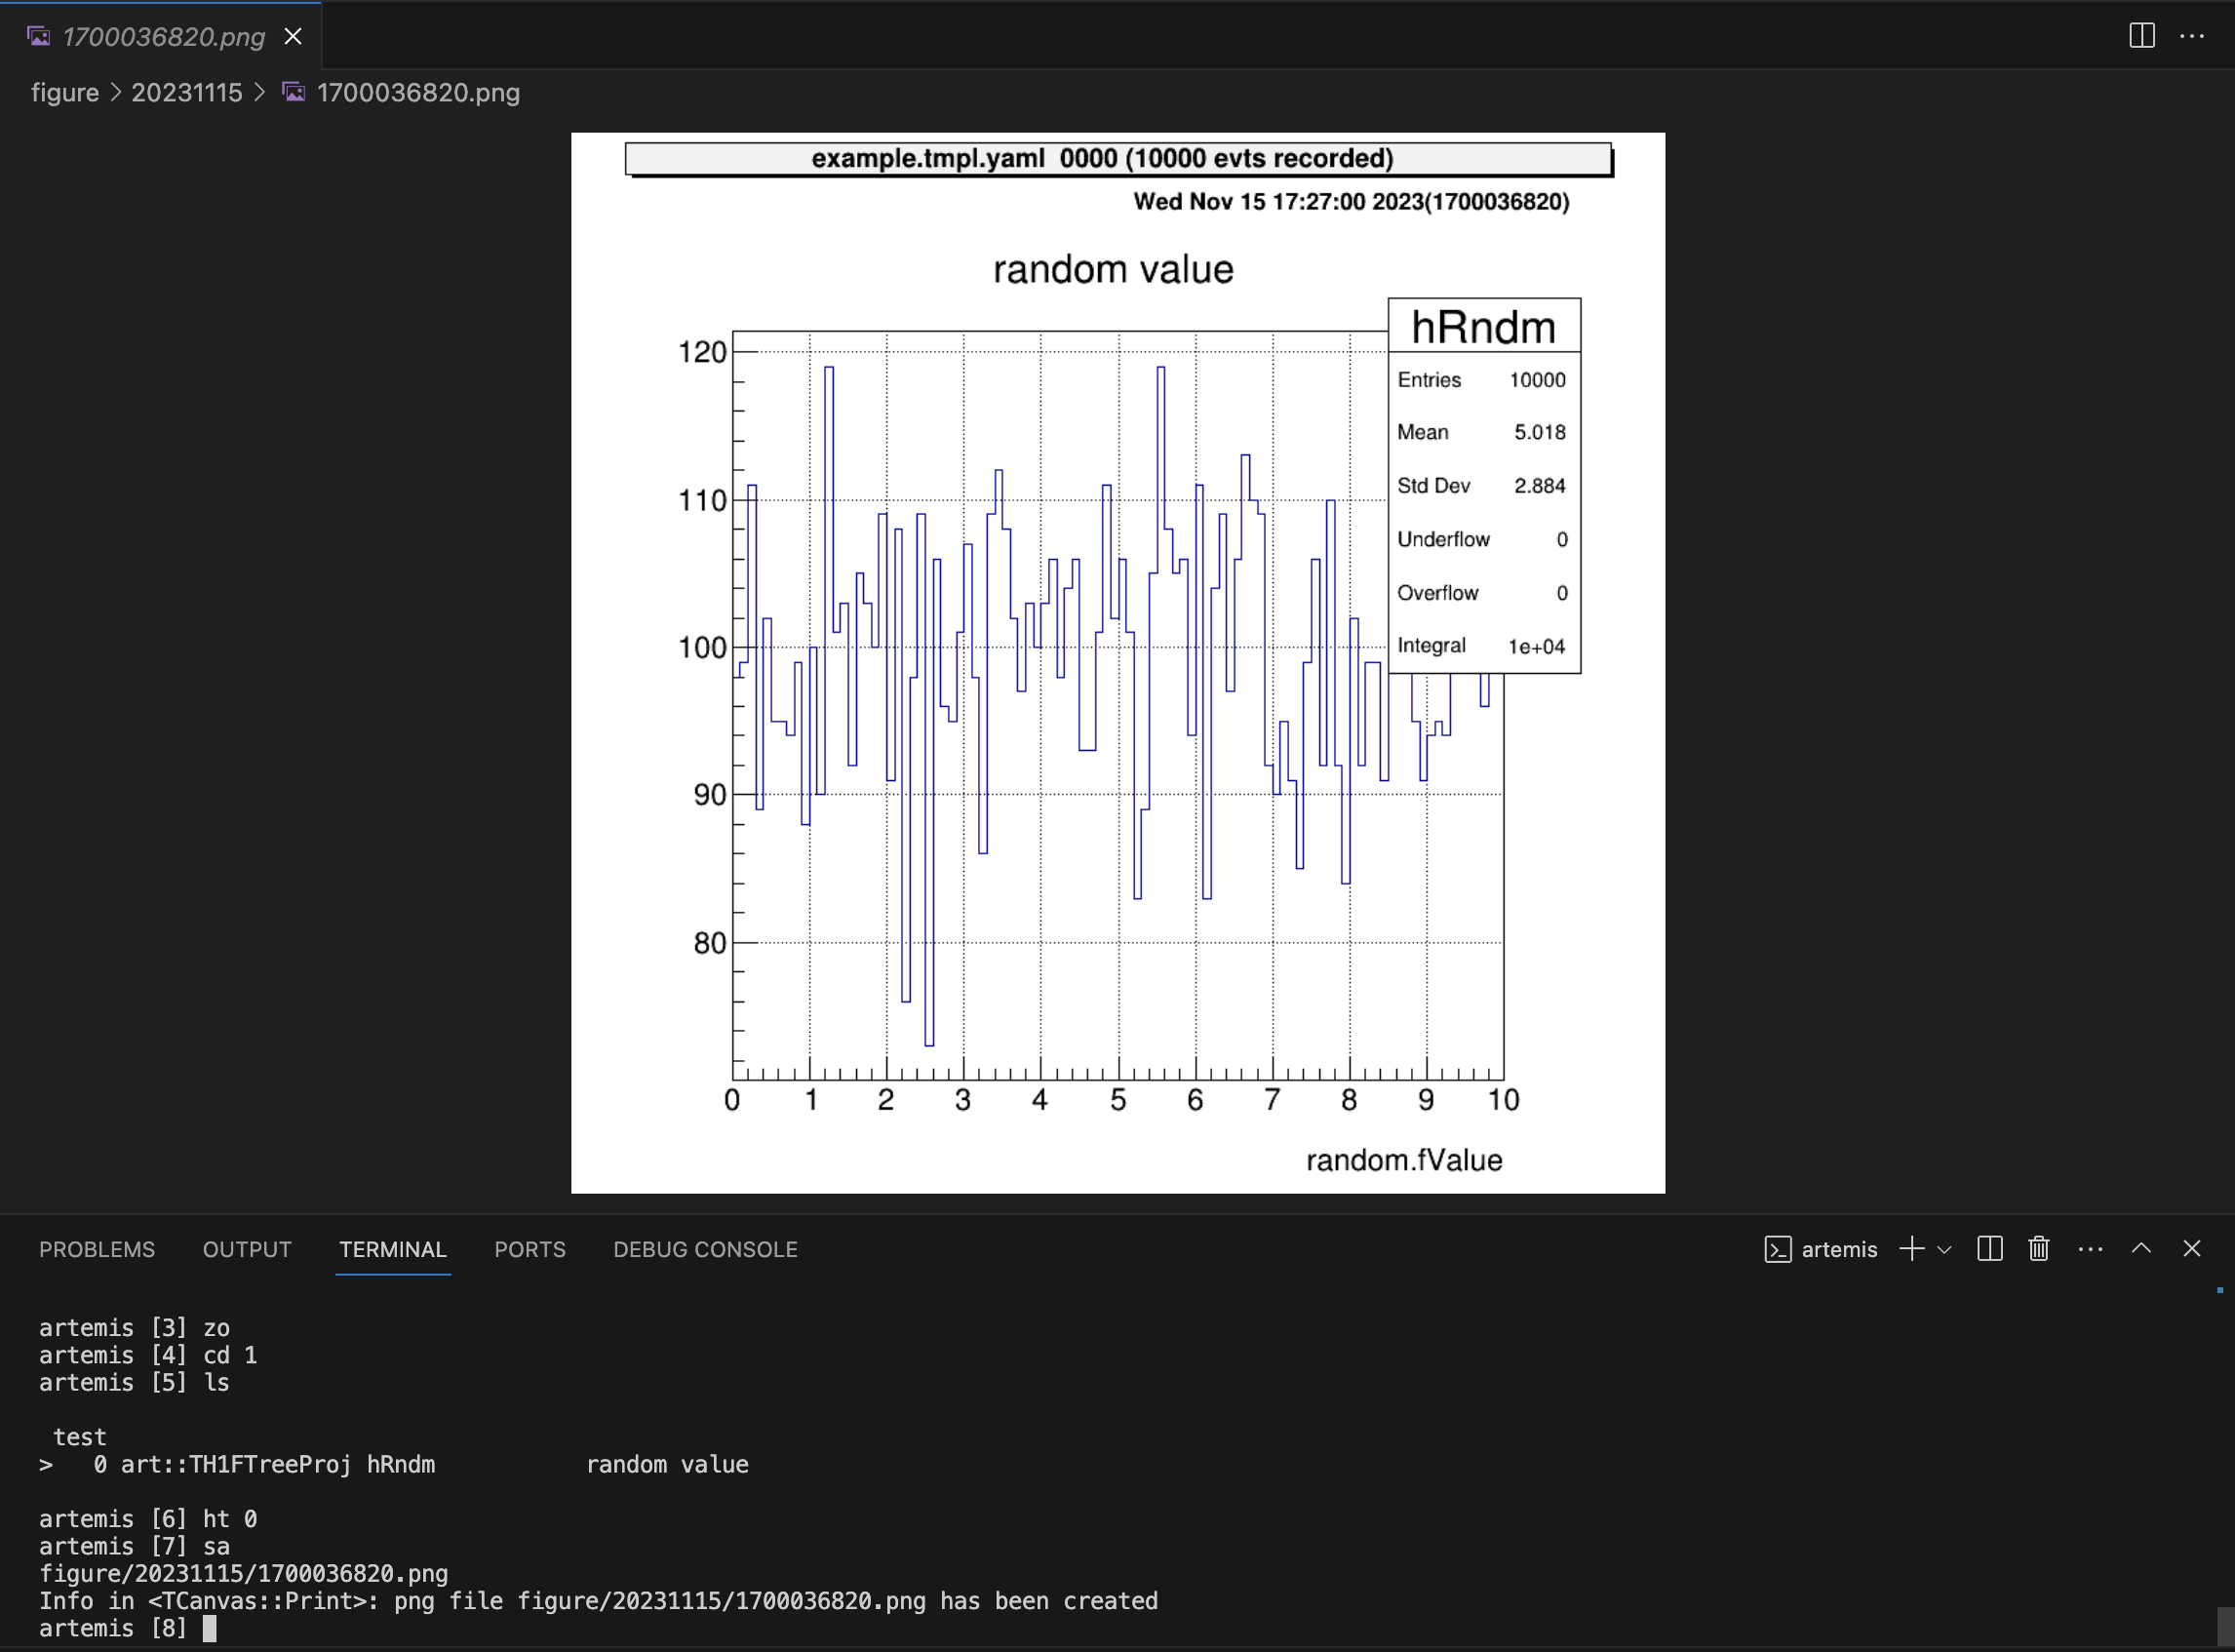 1700036820.png
figure > 20231115 > 1700036820.png
example.tmpl.yaml  0000 (10000 evts recorded)
Wed Nov 15 17:27:00 2023(1700036820)
random value
hRndm
Entries 10000
Mean 5.018
Std Dev 2.884
Underflow 0
Overflow 0
Integral 1e+04
120
110
100
90
80
0 1 2 3 4 5 6 7 8 9 10
random.fValue
PROBLEMS OUTPUT TERMINAL PORTS DEBUG CONSOLE artemis
artemis [3] zo
artemis [4] cd 1
artemis [5] ls
test
>   0 art::TH1FTreeProj hRndm           random value
artemis [6] ht 0
artemis [7] sa
figure/20231115/1700036820.png
Info in <TCanvas::Print>: png file figure/20231115/1700036820.png has been created
artemis [8]